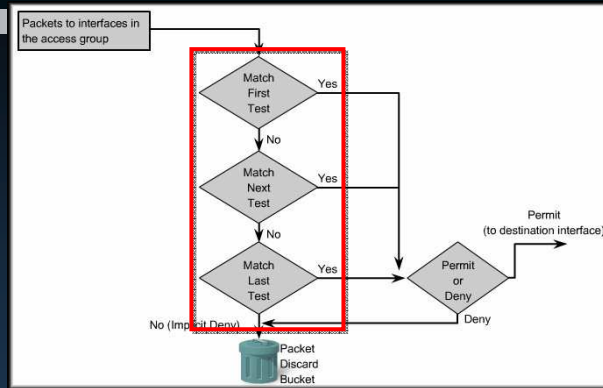 Packets to interfaces in
the access group
Match
First
Test
Yes
No
Match
Next
Test
Yes
No
Match
Last
Test
Yes
Permit
or
Deny
Permit
(to destination interface)
Deny
No (Implicit Deny)
Packet
Discard
Bucket